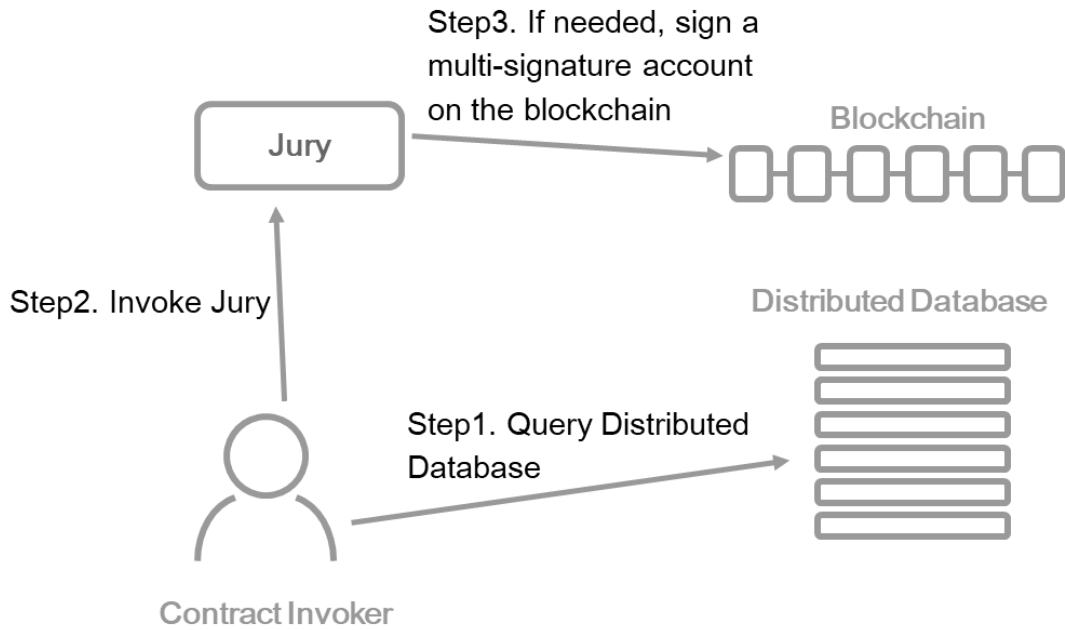 Step3. If needed, sign a
multi-signature account
on the blockchain
Jury
Blockchain
Step2. Invoke Jury
Distributed Database
Step1. Query Distributed
Database
Contract Invoker